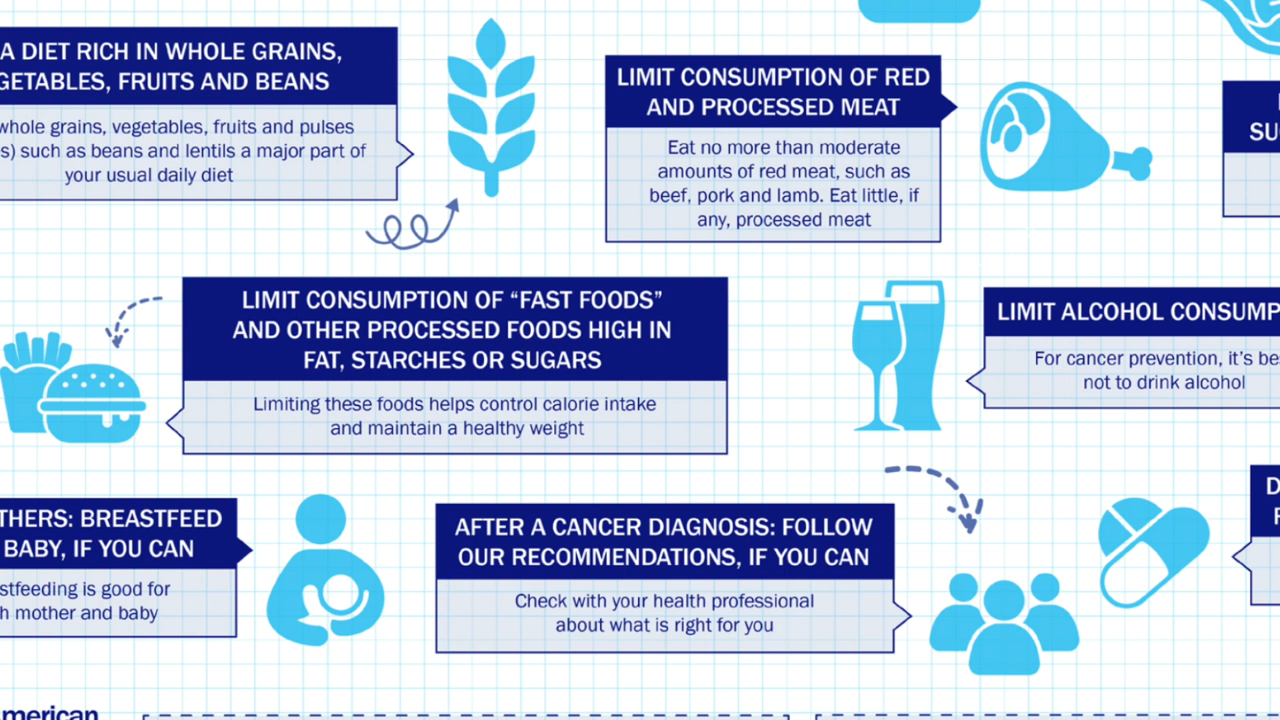 A DIET RICH IN WHOLE GRAINS,
GETABLES, FRUITS AND BEANS
whole grains, vegetables, fruits and pulses
s) such as beans and lentils a major part of
your usual daily diet
LIMIT CONSUMPTION OF RED
AND PROCESSED MEAT
Eat no more than moderate
amounts of red meat, such as
beef, pork and lamb. Eat little, if
any, processed meat
SU
LIMIT CONSUMPTION OF “FAST FOODS”
AND OTHER PROCESSED FOODS HIGH IN
FAT, STARCHES OR SUGARS
Limiting these foods helps control calorie intake
and maintain a healthy weight
LIMIT ALCOHOL CONSUMP
For cancer prevention, it’s be
not to drink alcohol
THERS: BREASTFEED
BABY, IF YOU CAN
stfeeding is good for
h mother and baby
AFTER A CANCER DIAGNOSIS: FOLLOW
OUR RECOMMENDATIONS, IF YOU CAN
Check with your health professional
about what is right for you
D
merican